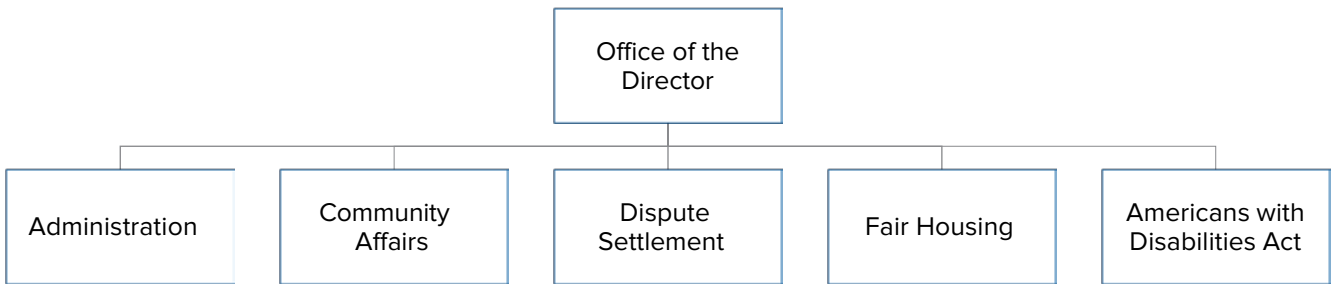 Office of the
Director
Administration
Community
Affairs
Dispute
Settlement
Fair Housing
Americans with
Disabilities Act